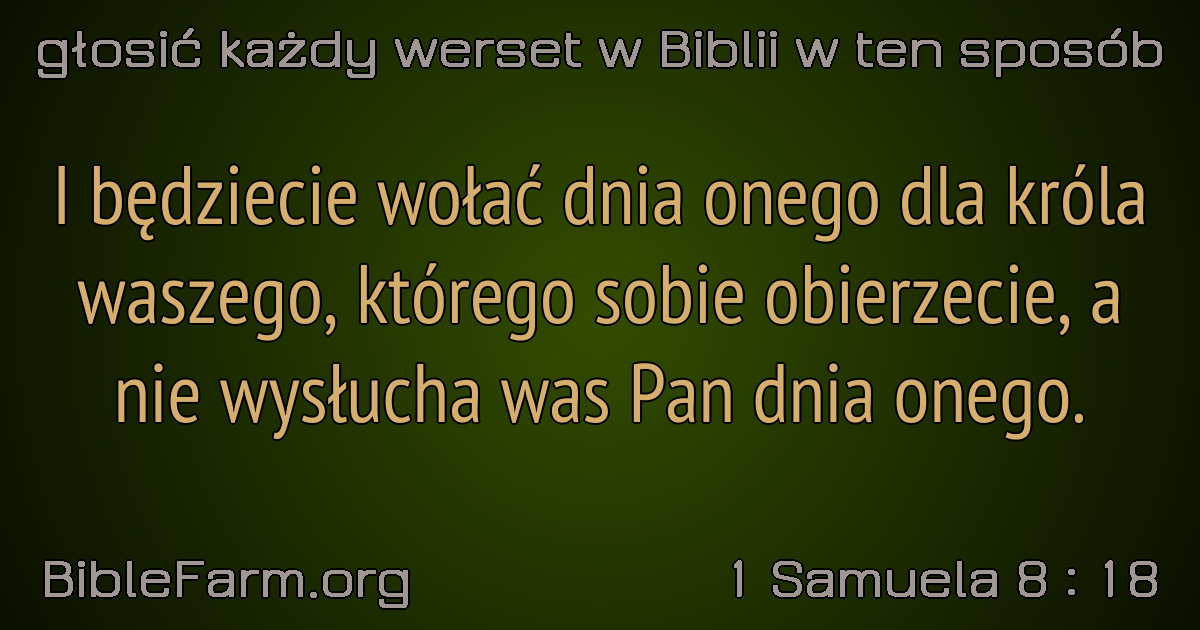 głosić każdy werset w Biblii w ten sposób
I będziecie wołać dnia onego dla króla
waszego, którego sobie obierzecie, a
nie wysłucha was Pan dnia onego.
BibleFarm.org
1 Samuela 8 : 18